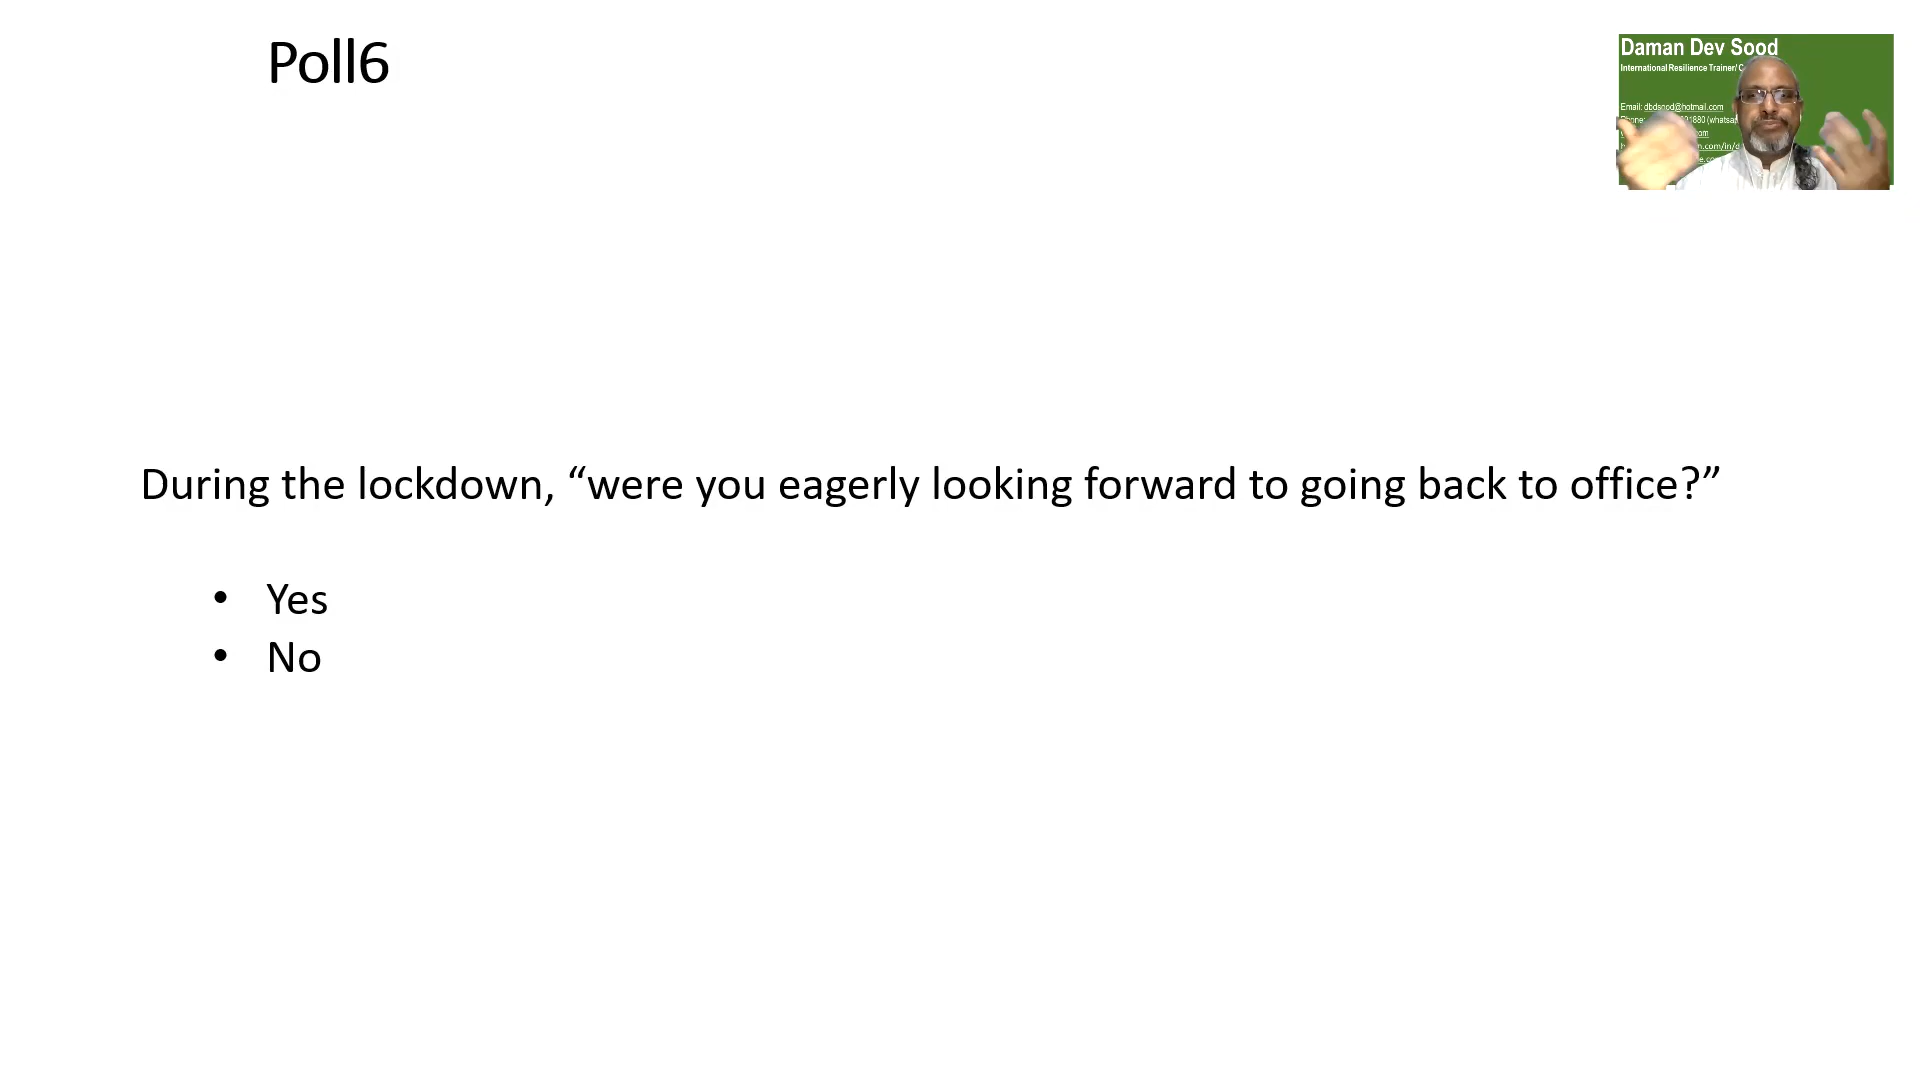 Poll6
Daman Dev Sood
International Resilience Trainer/
Email: dbdsood@hotmail.com
(whatsap
During the lockdown, “were you eagerly looking forward to going back to office?”
• Yes
• No